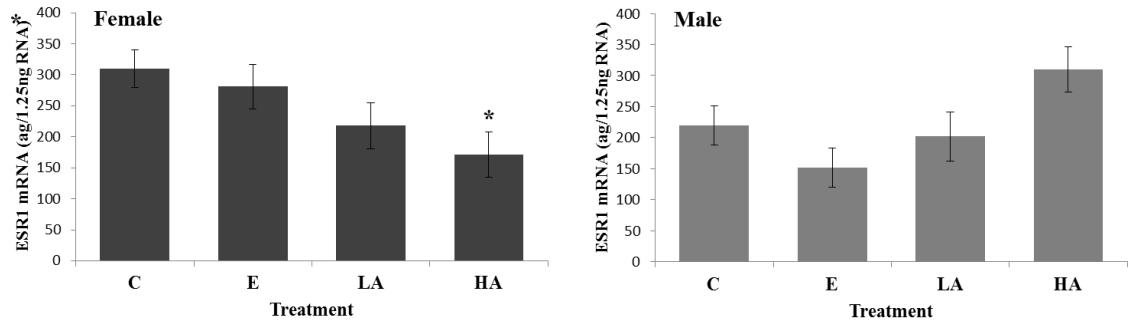 Female
ESR1 mRNA (ag/1.25ng RNA)*
400
350
300
250
200
150
100
50
0
*
C E LA HA
Treatment
Male
ESR1 mRNA (ag/1.25ng RNA)
400
350
300
250
200
150
100
50
0
C E LA HA
Treatment